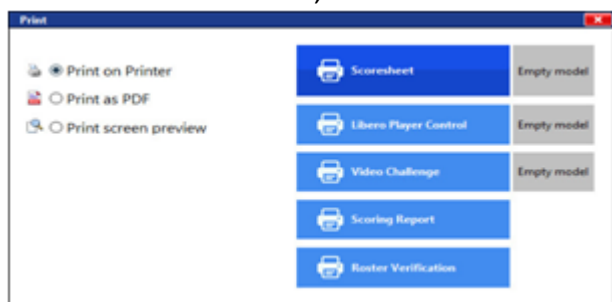 Print
Print on Printer
Print as PDF
Print screen preview
Scoresheet
Empty model
Libero Player Control
Empty model
Video Challenge
Empty model
Scoring Report
Roster Verification